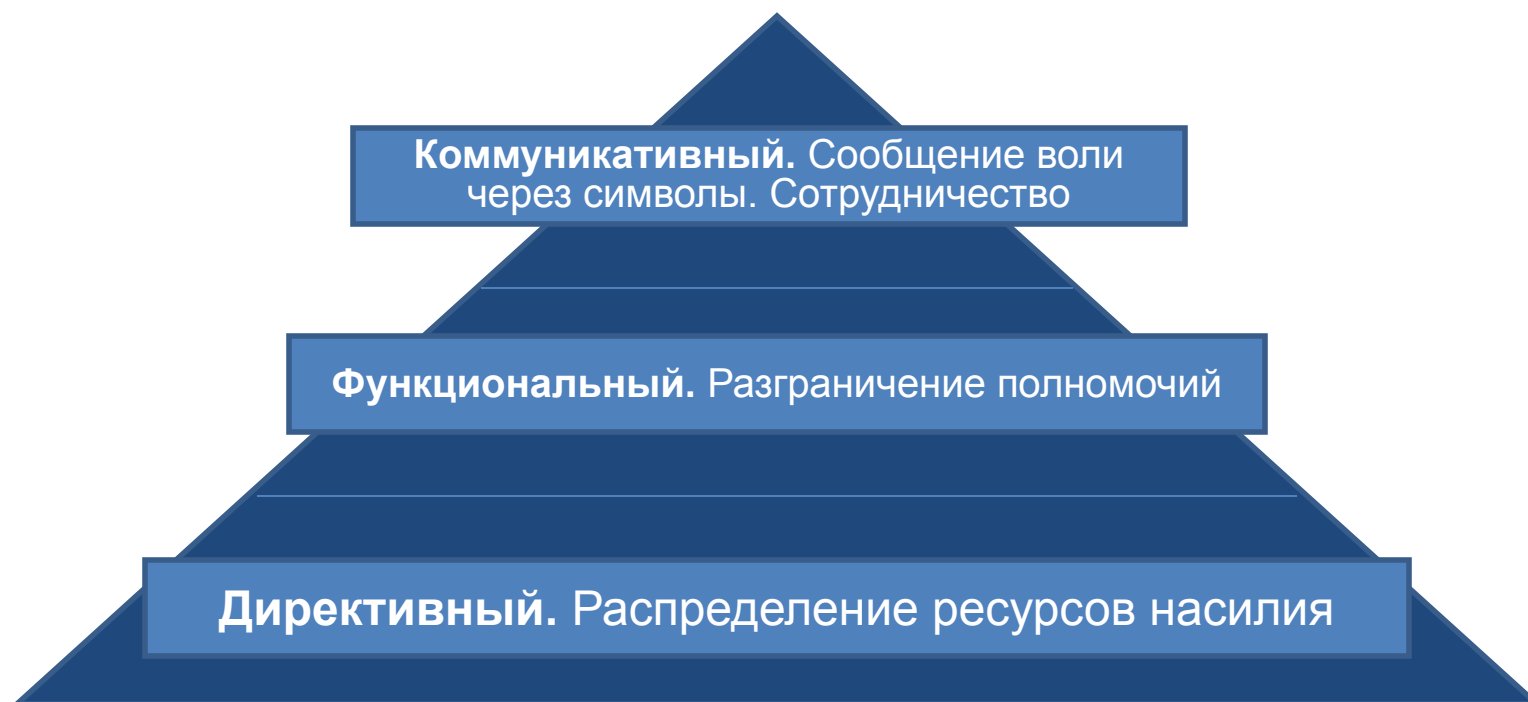 Коммуникативный. Сообщение воли
через символы. Сотрудничество
Функциональный. Разграничение полномочий
Директивный. Распределение ресурсов насилия